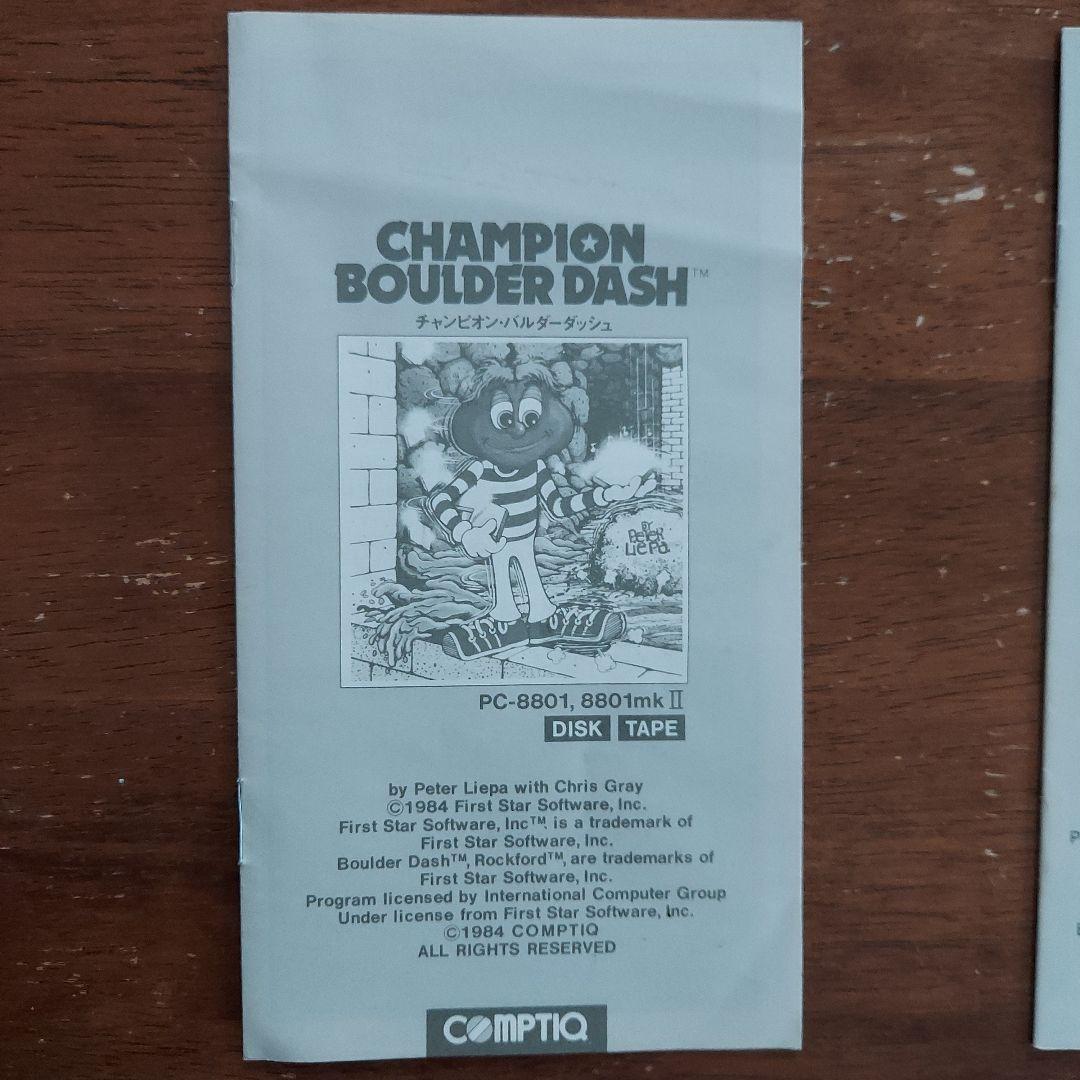 CHAMPION
BOULDER DASH™
チャンピオン・バルダーダッシュ
BY
PETER
LIEPA
PC-8801, 8801mkⅡ
DISK TAPE
by Peter Liepa with Chris Gray
©1984 First Star Software, Inc.
First Star Software, Inc™. is a trademark of
First Star Software, Inc.
Boulder Dash™, Rockford™, are trademarks of
First Star Software, Inc.
Program licensed by International Computer Group
Under license from First Star Software, Inc.
©1984 COMPTIQ
ALL RIGHTS RESERVED
COMPTIQ